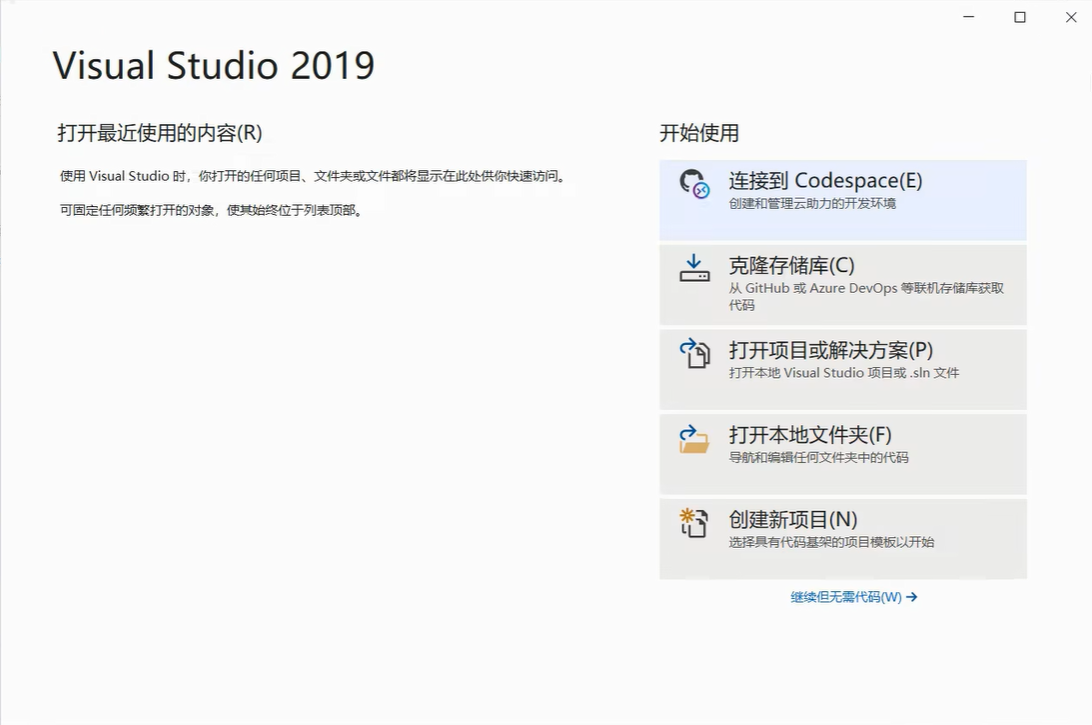 Visual Studio 2019
打开最近使用的内容(R)
使用 Visual Studio 时，你打开的任何项目、文件夹或文件都将显示在此处供你快速访问。
可固定任何频繁打开的对象，使其始终位于列表顶部。
开始使用
连接到 Codespace(E)
创建和管理云助力的开发环境
克隆存储库(C)
从 GitHub 或 Azure DevOps 等联机存储库获取
代码
打开项目或解决方案(P)
打开本地 Visual Studio 项目或 .sln 文件
打开本地文件夹(F)
导航和编辑任何文件夹中的代码
创建新项目(N)
选择具有代码基架的项目模板以开始
继续但无需代码(W) →